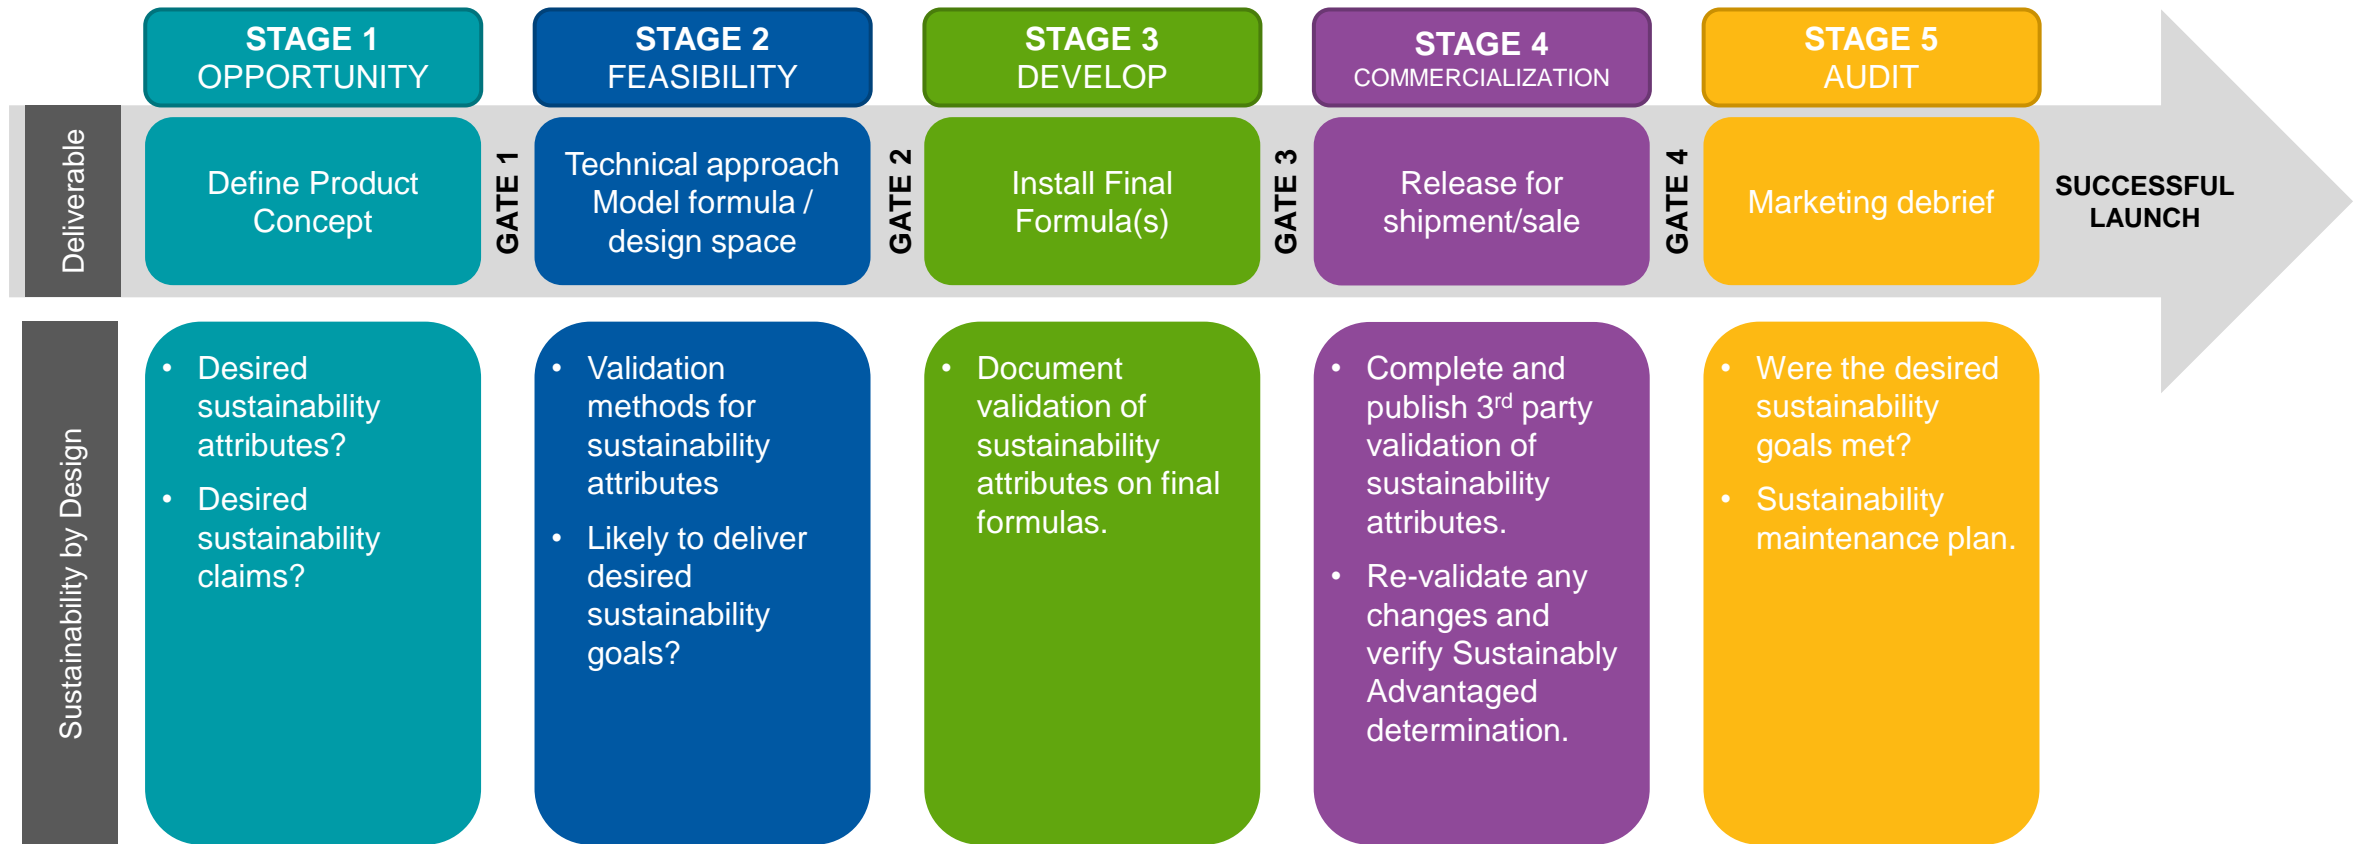 STAGE 1
OPPORTUNITY
STAGE 2
FEASIBILITY
STAGE 3
DEVELOP
STAGE 4
COMMERCIALIZATION
STAGE 5
AUDIT
Deliverable
Define Product
Concept
GATE 1
Technical approach
Model formula /
design space
GATE 2
Install Final
Formula(s)
GATE 3
Release for
shipment/sale
GATE 4
Marketing debrief
SUCCESSFUL
LAUNCH
Sustainability by Design
• Desired
sustainability
attributes?
• Desired
sustainability
claims?
• Validation
methods for
sustainability
attributes
• Likely to deliver
desired
sustainability
goals?
• Document
validation of
sustainability
attributes on final
formulas.
• Complete and
publish 3rd party
validation of
sustainability
attributes.
• Re-validate any
changes and
verify Sustainably
Advantaged
determination.
• Were the desired
sustainability
goals met?
• Sustainability
maintenance plan.